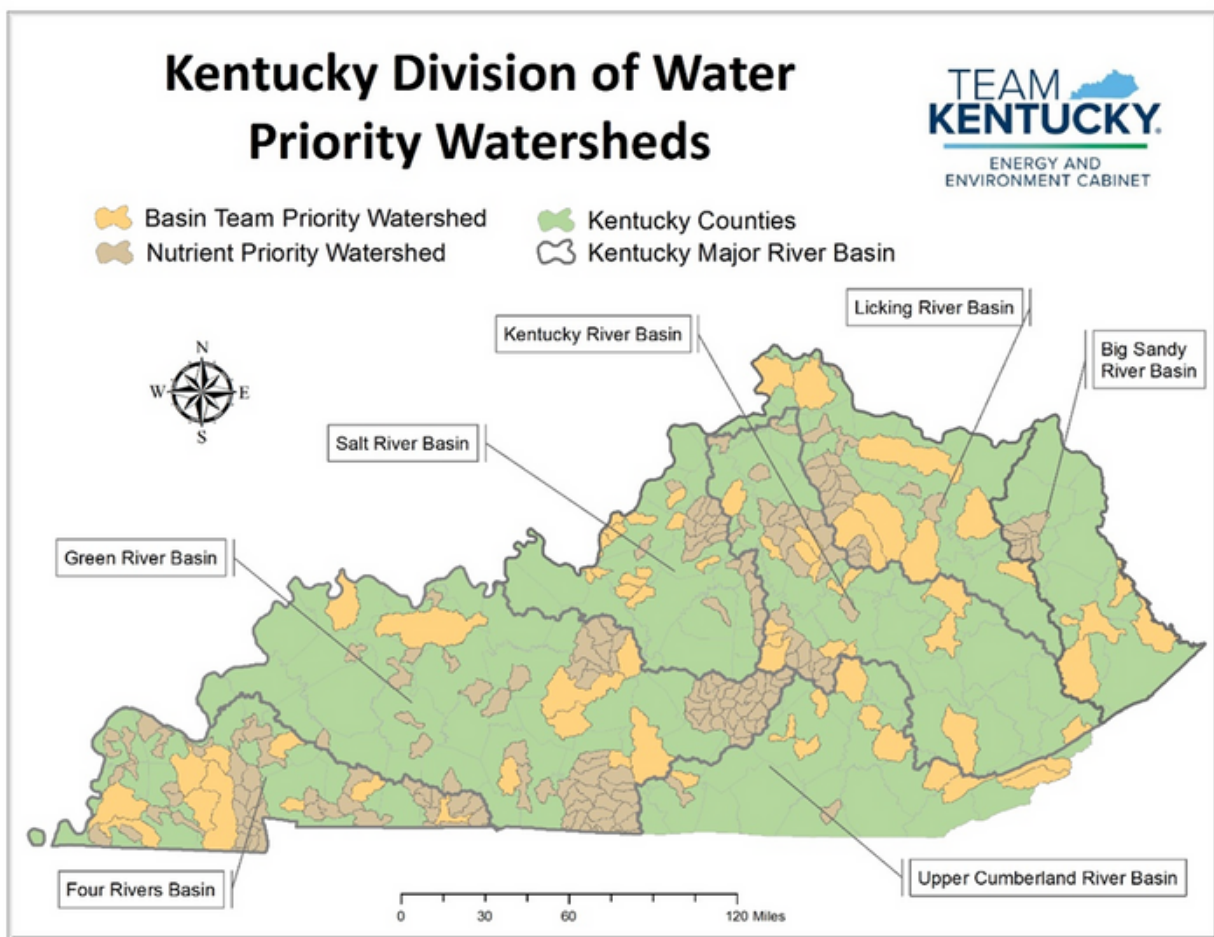 Kentucky Division of Water
Priority Watersheds
TEAM
KENTUCKY.
ENERGY AND
ENVIRONMENT CABINET
Basin Team Priority Watershed
Kentucky Counties
Nutrient Priority Watershed
Kentucky Major River Basin
Licking River Basin
Kentucky River Basin
Big Sandy
River Basin
N
W E
S
Salt River Basin
Green River Basin
Four Rivers Basin
Upper Cumberland River Basin
0 30 60 120 Miles